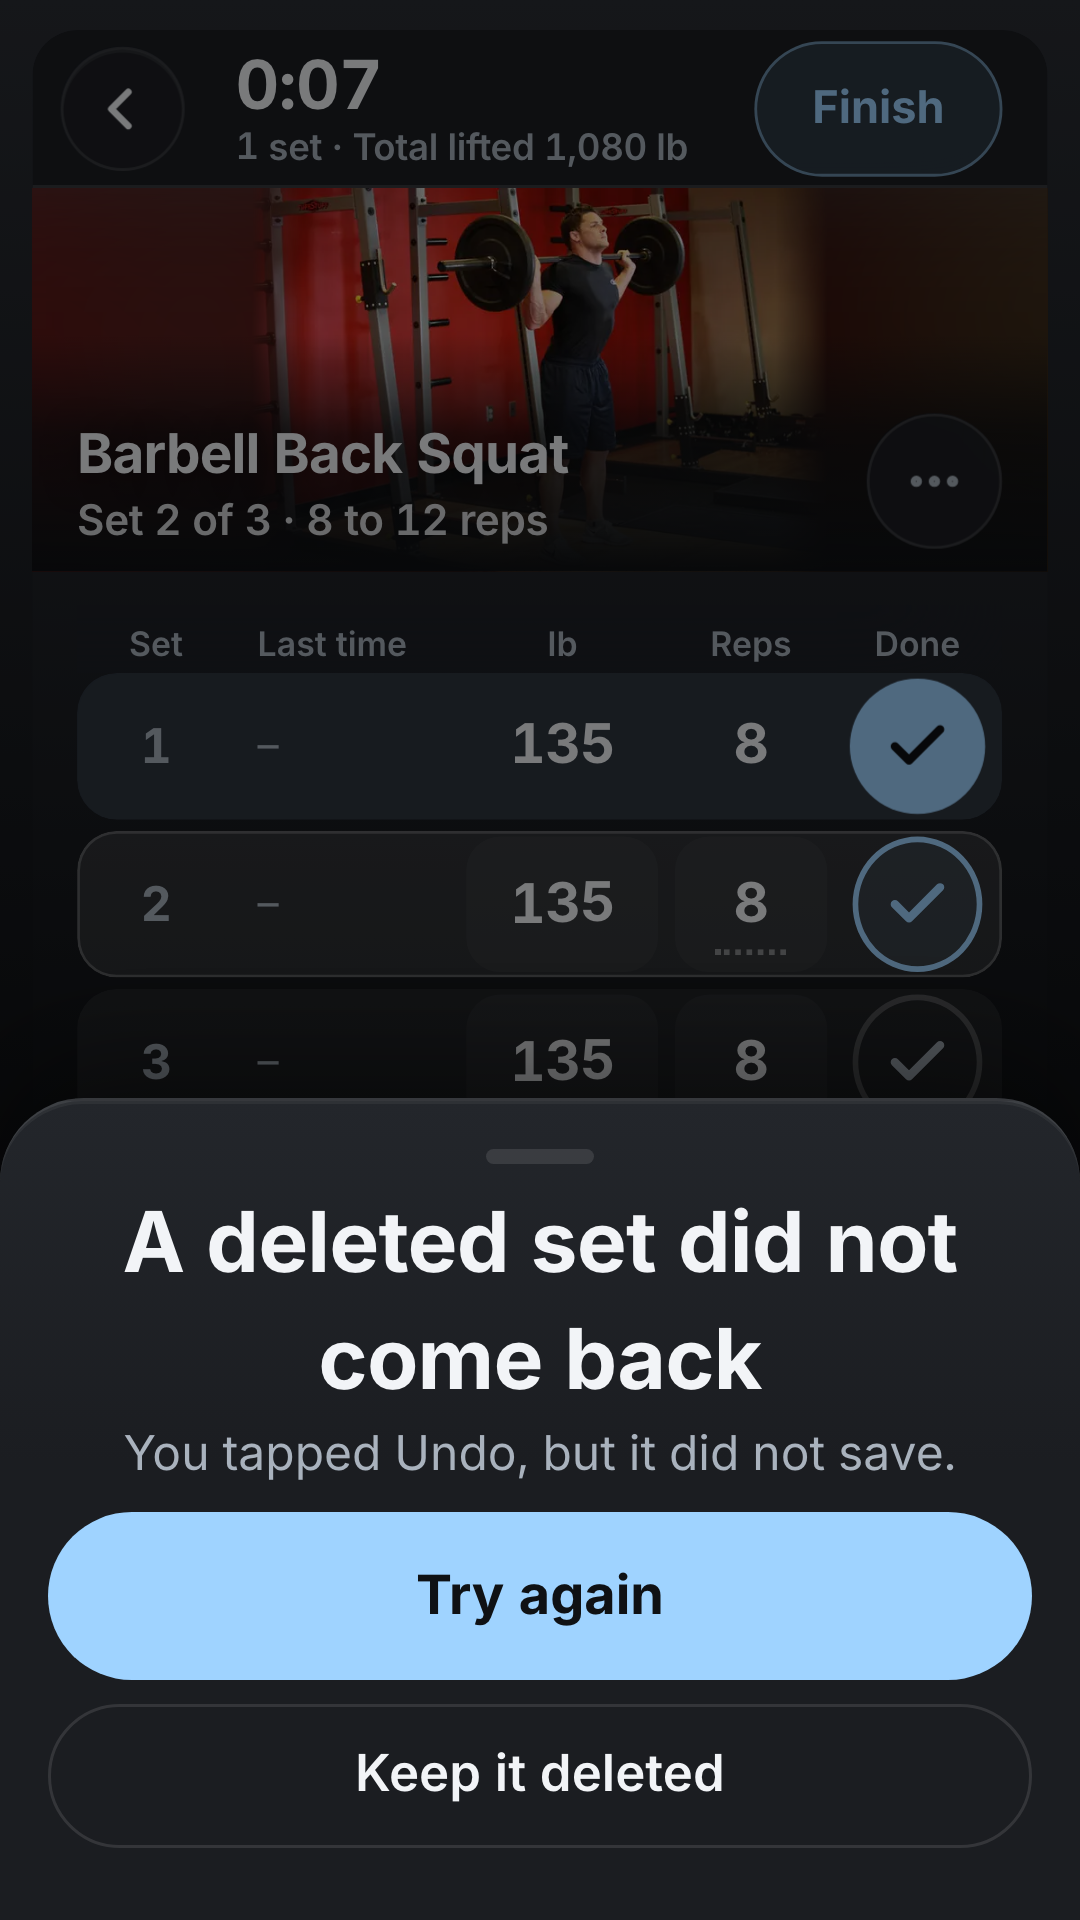 0:07
1 set · Total lifted 1,080 lb
Finish
Barbell Back Squat
Set 2 of 3 · 8 to 12 reps
Set Last time lb Reps Done
1 – 135 8
2 – 135 8
3 – 135 8
A deleted set did not
come back
You tapped Undo, but it did not save.
Try again
Keep it deleted